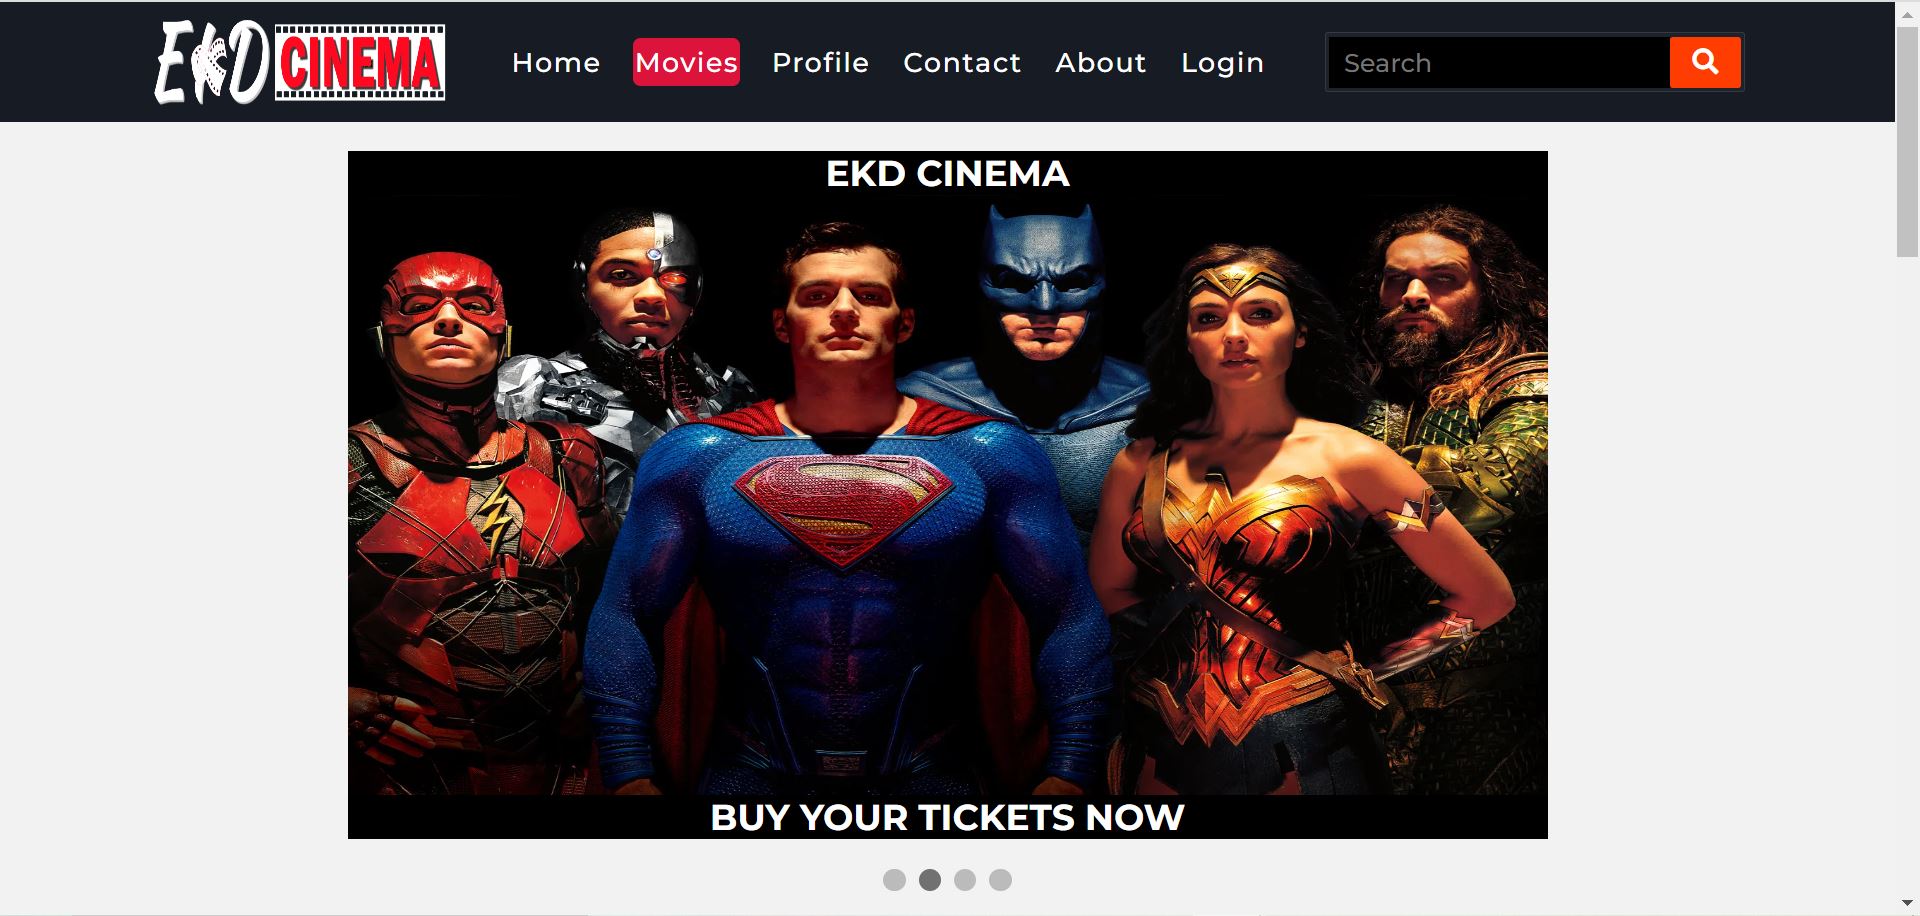 EKD CINEMA
Home Movies Profile Contact About Login
Search
EKD CINEMA
BUY YOUR TICKETS NOW